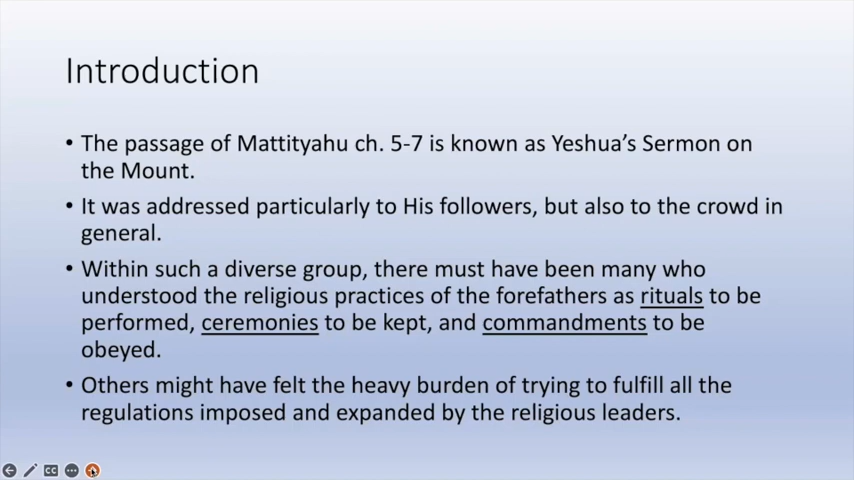 Introduction
• The passage of Mattityahu ch. 5-7 is known as Yeshua's Sermon on
the Mount.
• It was addressed particularly to His followers, but also to the crowd in
general.
• Within such a diverse group, there must have been many who
understood the religious practices of the forefathers as rituals to be
performed, ceremonies to be kept, and commandments to be
obeyed.
• Others might have felt the heavy burden of trying to fulfill all the
regulations imposed and expanded by the religious leaders.
CC